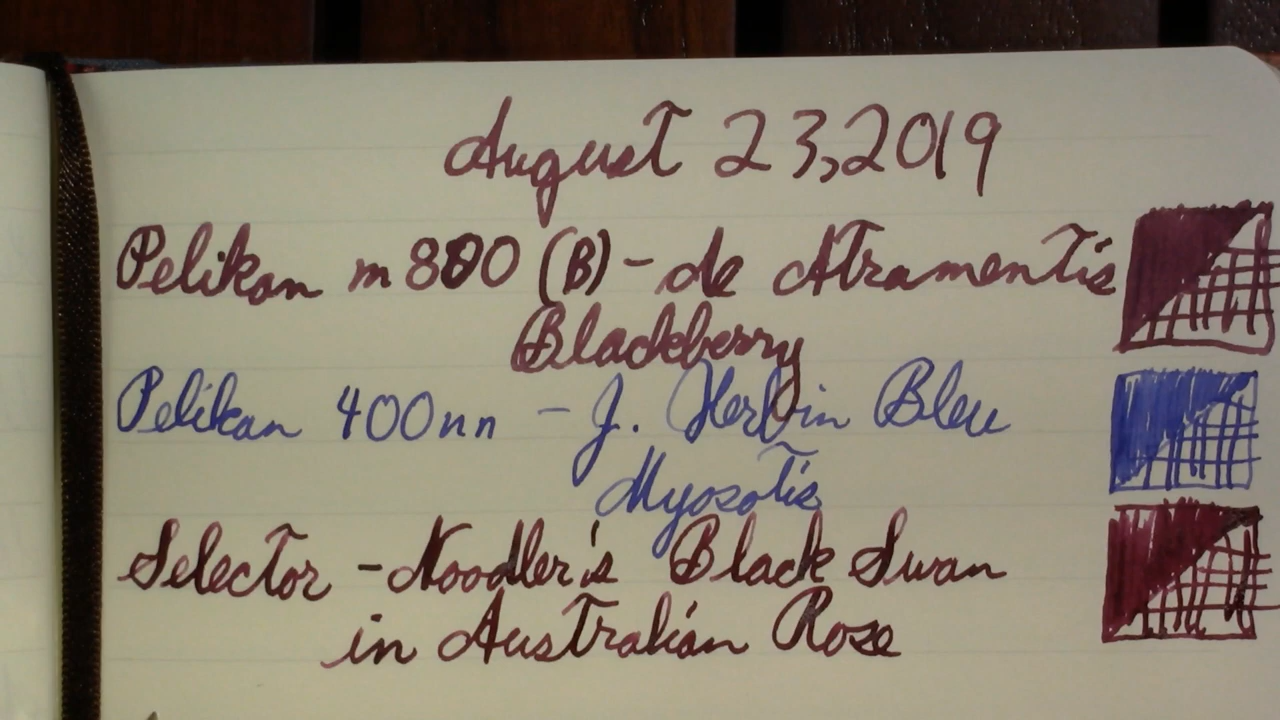 August 23, 2019
Pelikan m800 (B) - de Atramentis
Blackberry
Pelikan 400nn - J. Herbin Bleu
Myosotis
Selector - Noodler's Black Swan
in Australian Rose